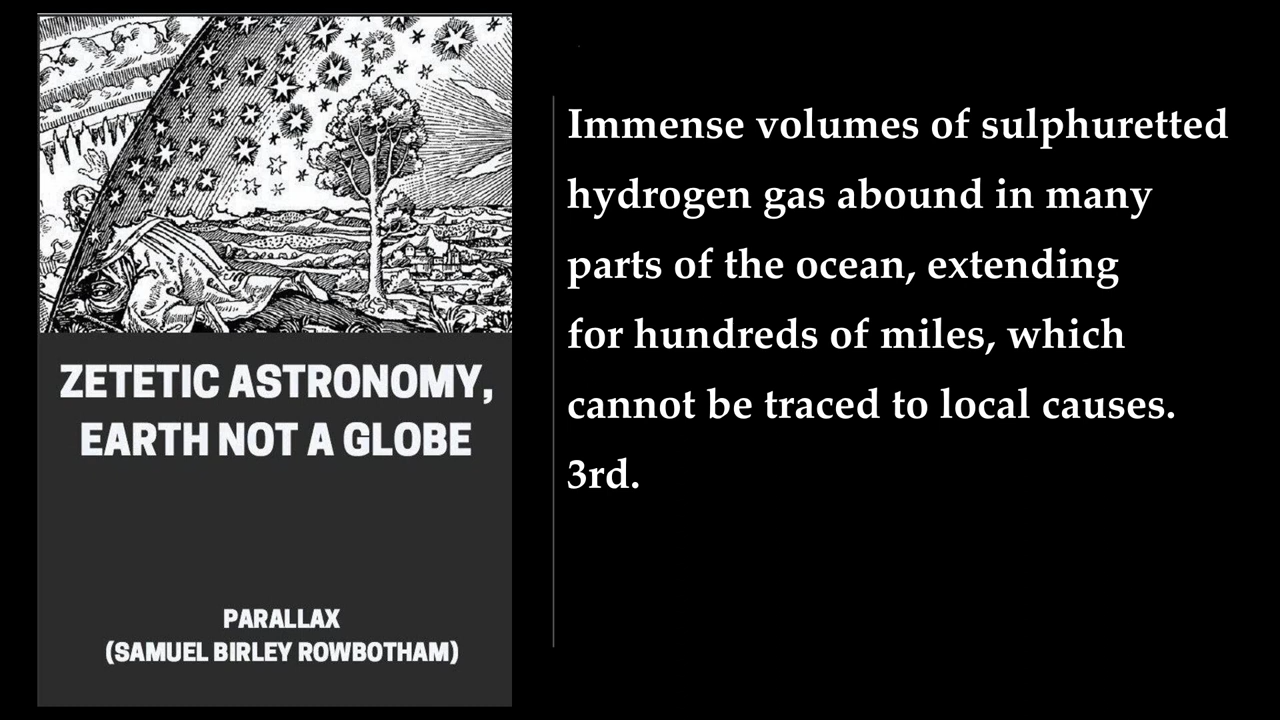 ZETETIC ASTRONOMY,
EARTH NOT A GLOBE
PARALLAX
(SAMUEL BIRLEY ROWBOTHAM)
Immense volumes of sulphuretted
hydrogen gas abound in many
parts of the ocean, extending
for hundreds of miles, which
cannot be traced to local causes.
3rd.